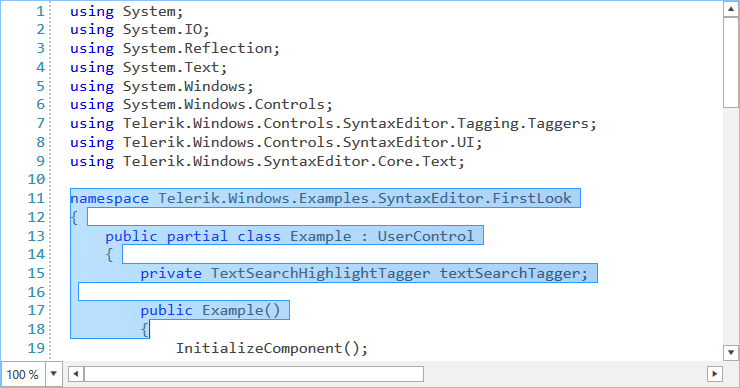 1 using System;
2 using System.IO;
3 using System.Reflection;
4 using System.Text;
5 using System.Windows;
6 using System.Windows.Controls;
7 using Telerik.Windows.Controls.SyntaxEditor.Tagging.Taggers;
8 using Telerik.Windows.Controls.SyntaxEditor.UI;
9 using Telerik.Windows.SyntaxEditor.Core.Text;
10
11 namespace Telerik.Windows.Examples.SyntaxEditor.FirstLook
12 {
13     public partial class Example : UserControl
14     {
15         private TextSearchHighlightTagger textSearchTagger;
16
17         public Example()
18         {
19             InitializeComponent();
100 %